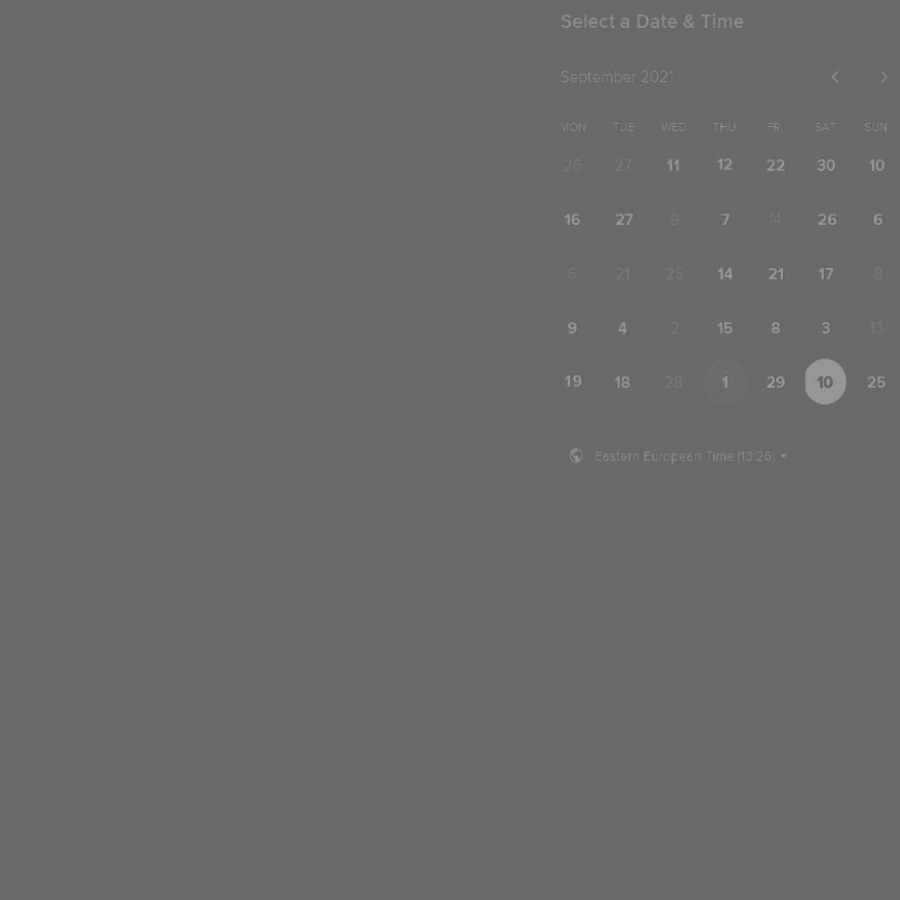 Select a Date & Time
September 2021
MON TUE WED THU FRI SAT SUN
26 27 11 12 22 30 10
16 27 9 7 14 26 6
6 21 25 14 21 17 8
9 4 2 15 8 3 13
19 18 28 1 29 10 25
Eastern European Time (13:26)